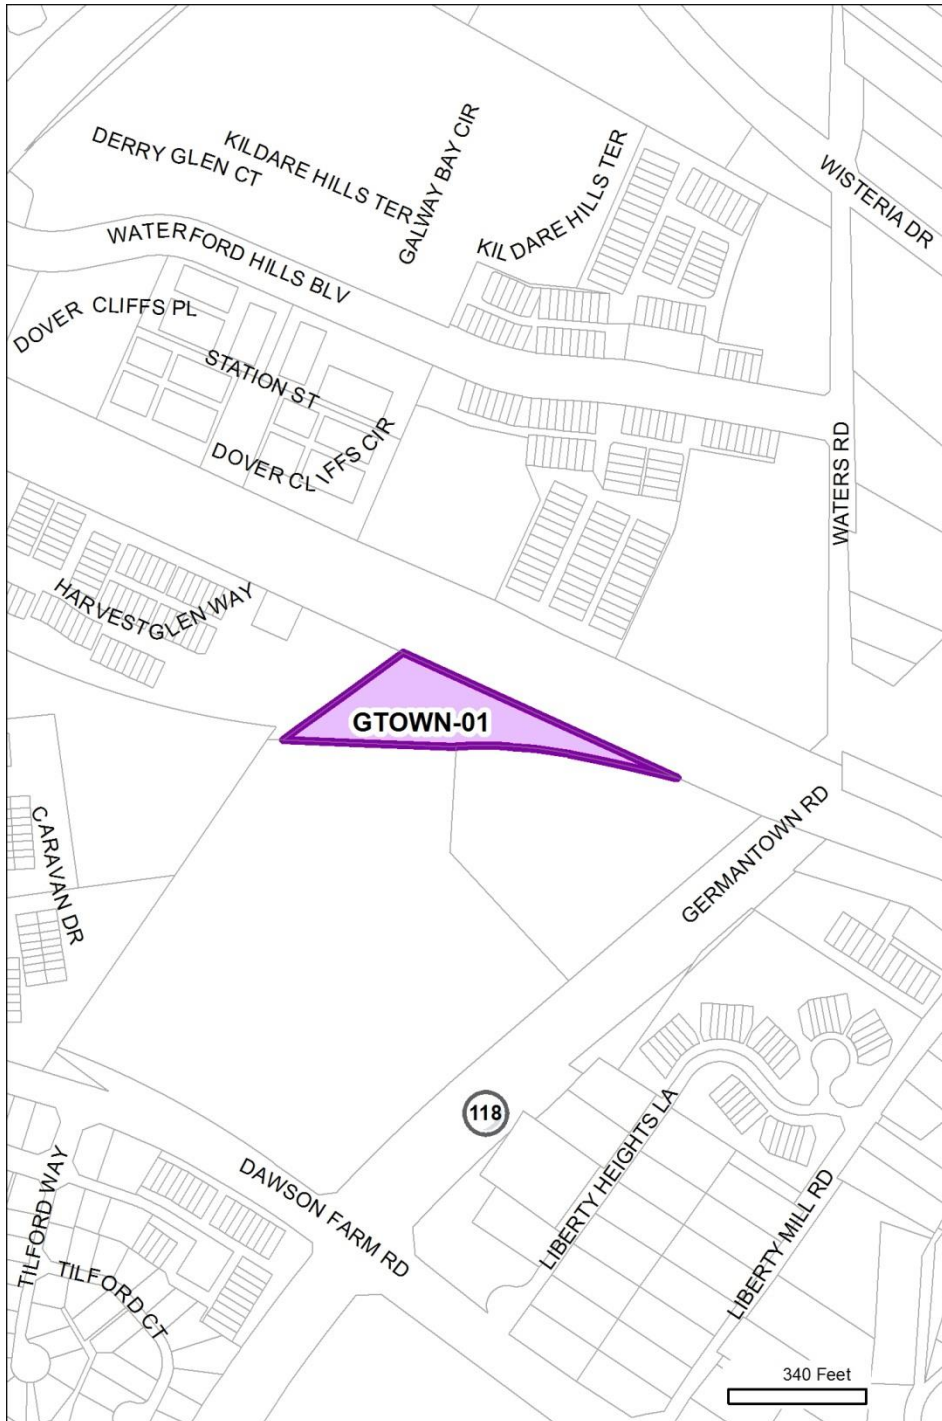 DERRY GLEN CT
KILDARE HILLS TER
GALWAY BAY CIR
KILDARE HILLS TER
WISTERIA DR
WATERFORD HILLS BLV
DOVER CLIFFS PL
STATION ST
DOVER CLIFFS CIR
WATERS RD
HARVESTGLEN WAY
GTOWN-01
CARAVAN DR
GERMANTOWN RD
118
LIBERTY HEIGHTS LA
DAWSON FARM RD
TILFORD WAY
TILFORD CT
LIBERTY MILL RD
340 Feet